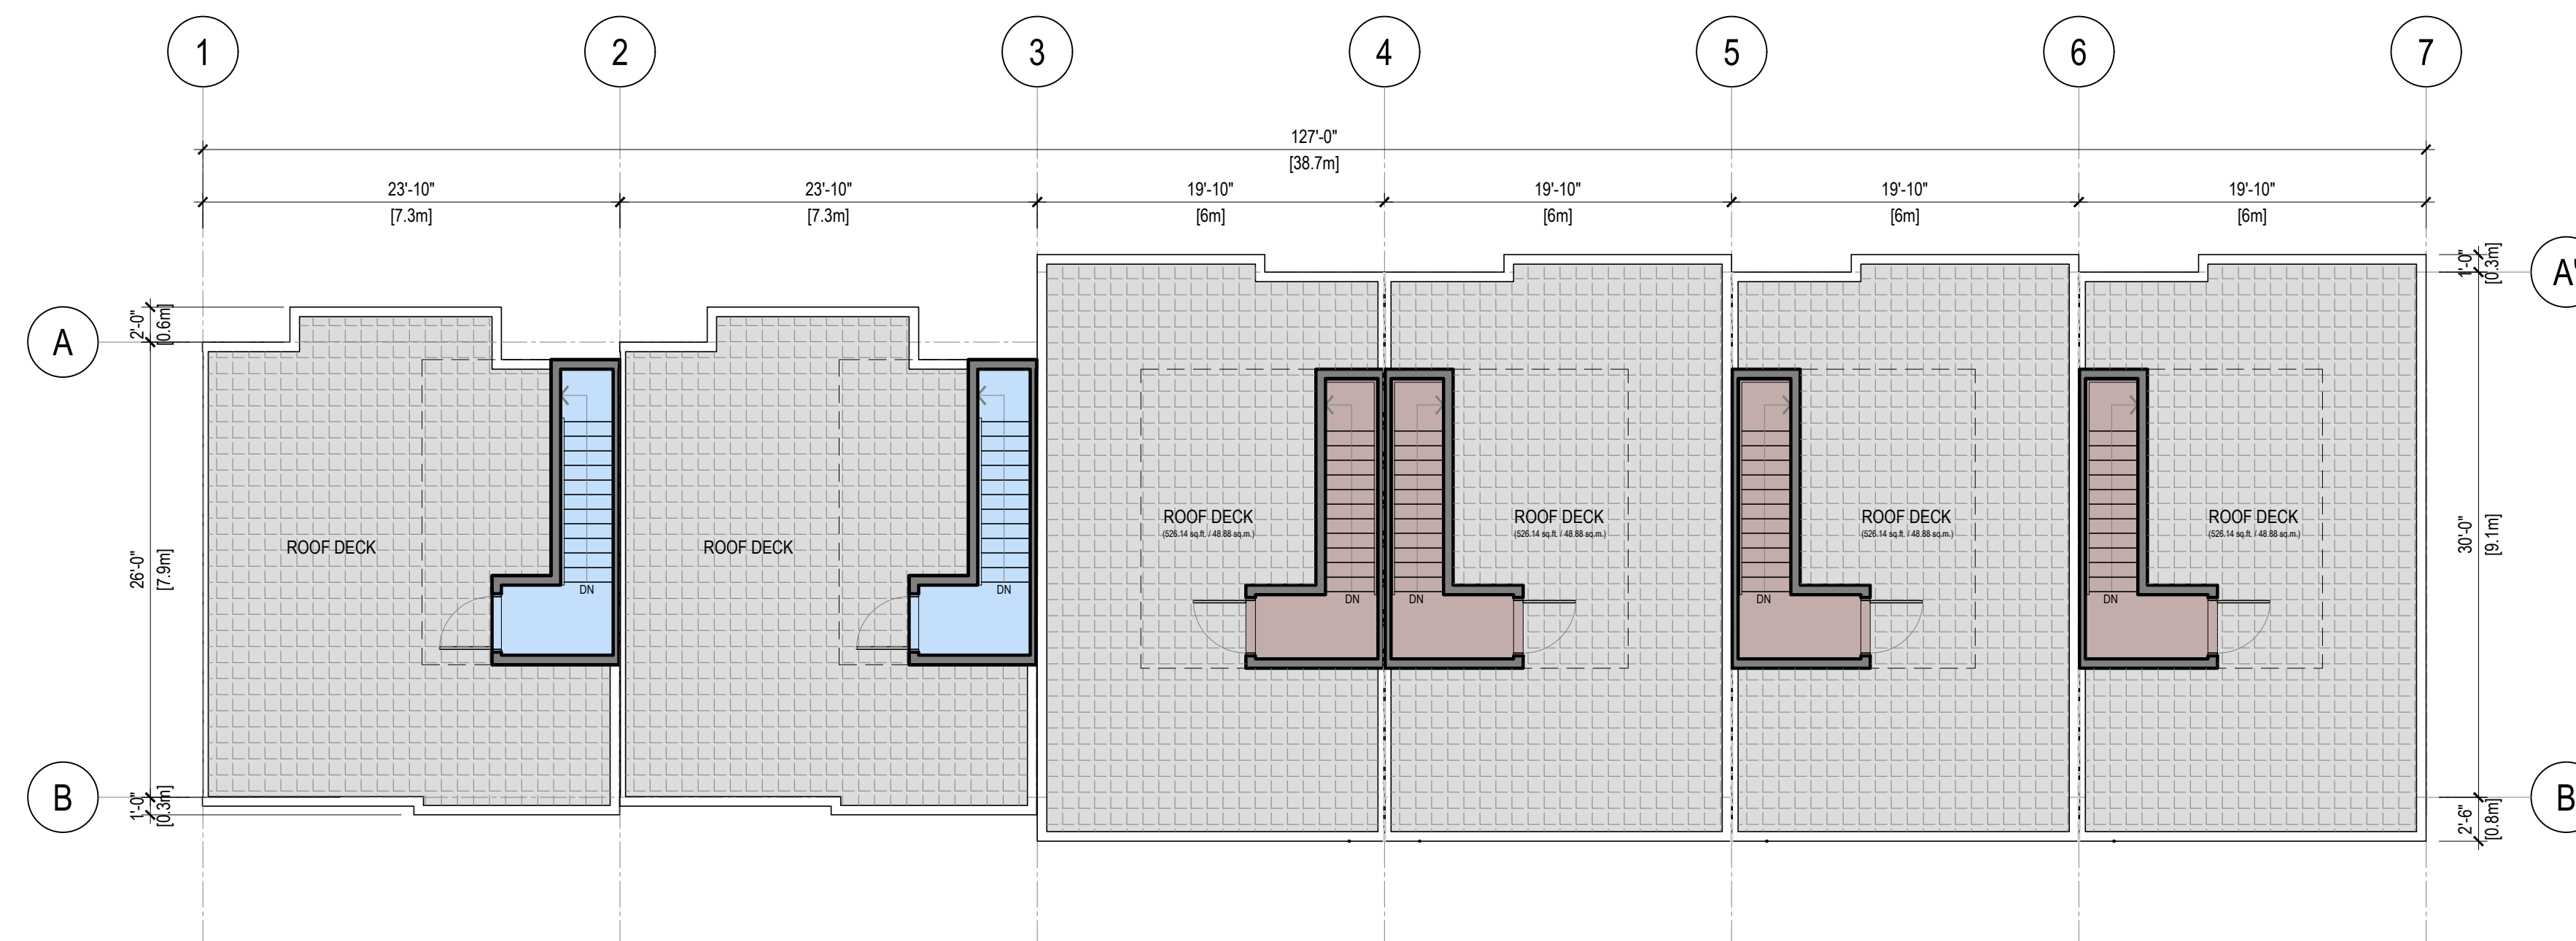 1 2 3 4 5 6 7
127'-0"
[38.7m]
23'-10" 23'-10" 19'-10" 19'-10" 19'-10" 19'-10"
[7.3m] [7.3m] [6m] [6m] [6m] [6m]
1'-0"
[0.3m]
A'
2'-0"
[0.6m]
A
ROOF DECK ROOF DECK ROOF DECK ROOF DECK
(526.14 sq.ft. / 48.88 sq.m.) (526.14 sq.ft. / 48.88 sq.m.) (526.14 sq.ft. / 48.88 sq.m.) (526.14 sq.ft. / 48.88 sq.m.)
30'-0"
[9.1m]
ROOF DECK ROOF DECK
26'-0"
[7.9m]
DN DN
DN DN DN DN
B B
1'-0"
[0.3m]
2'-6"
[0.8m]